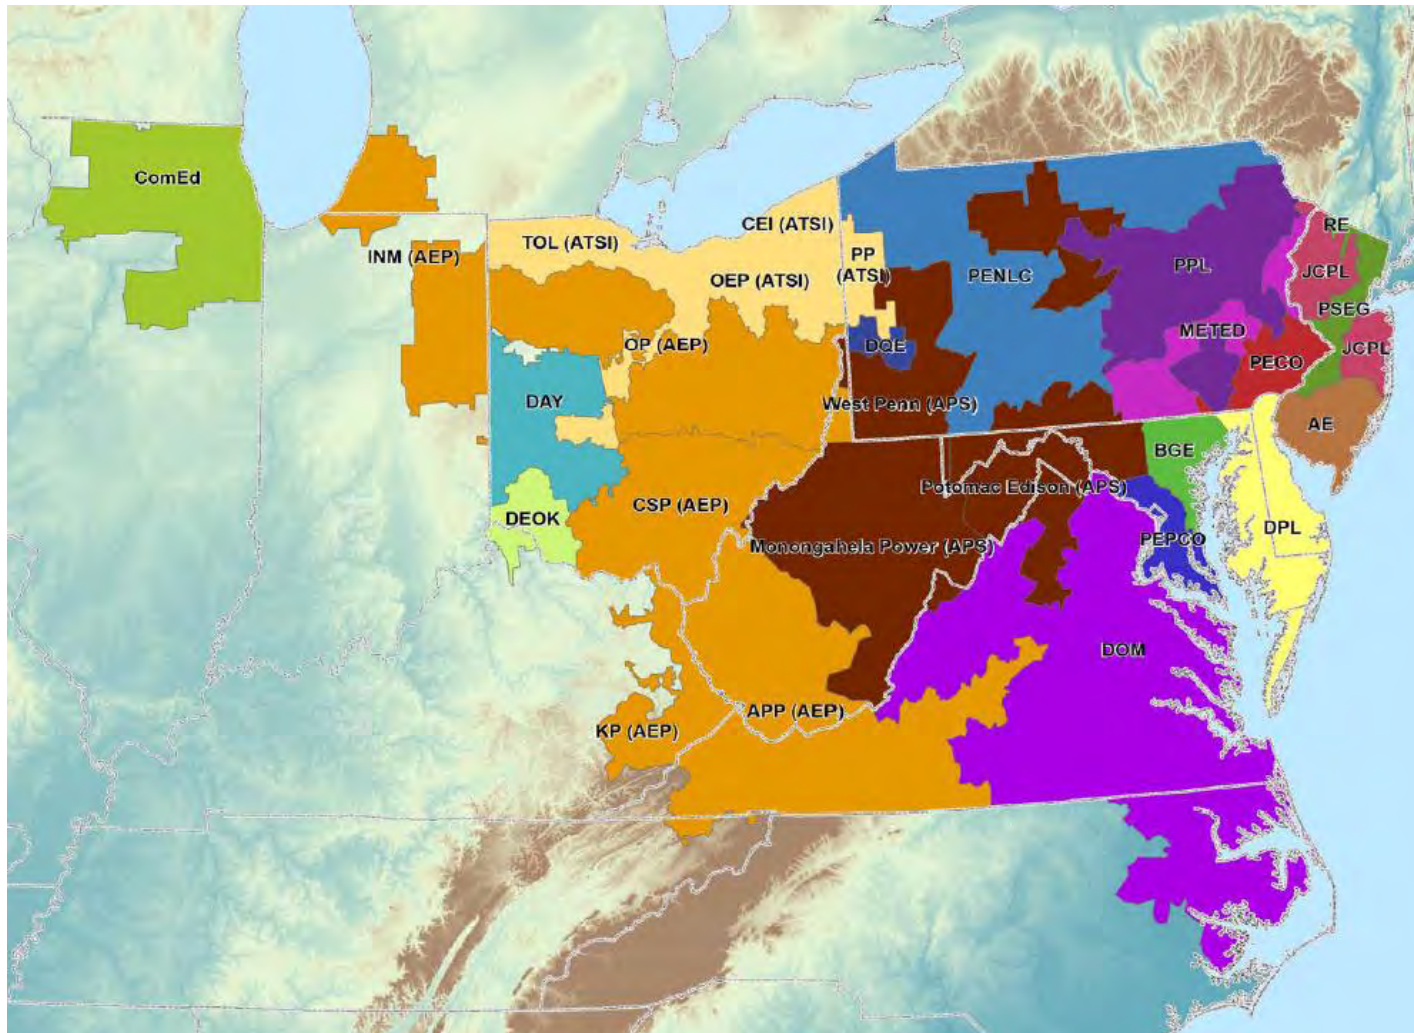 ComEd
RE
CEI (ATSI)
TOL (ATSI)
INM (AEP)
PP
(ATSI)
PENLC
PPL
JCPL
OEP (ATSI)
PSEG
METED
OP (AEP)
DQE
JCPL
PECO
DAY
West Penn (APS)
AE
BGE
Potomac Edison (APS)
CSP (AEP)
DEOK
DPL
PEPCO
Monongahela Power (APS)
DOM
APP (AEP)
KP (AEP)